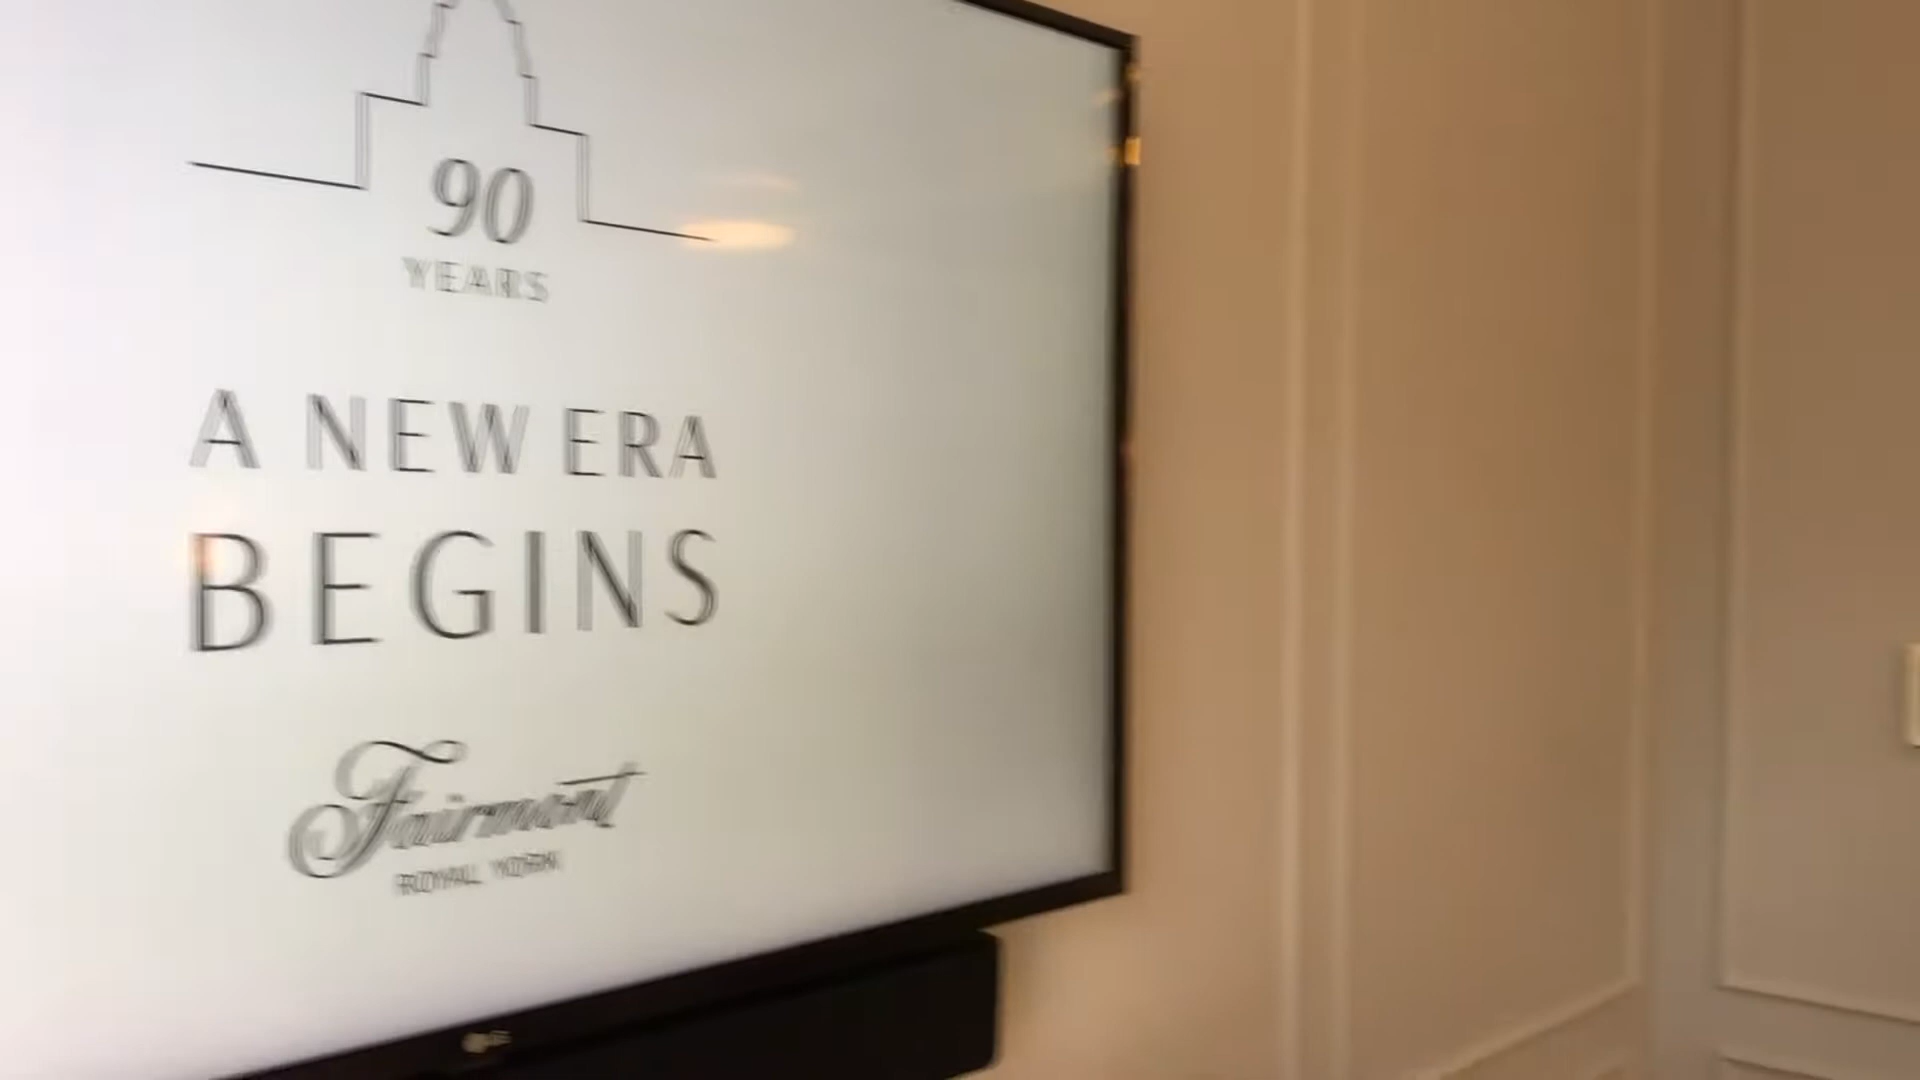 90
YEARS
A NEW ERA
BEGINS
Fairmont
ROYAL YORK